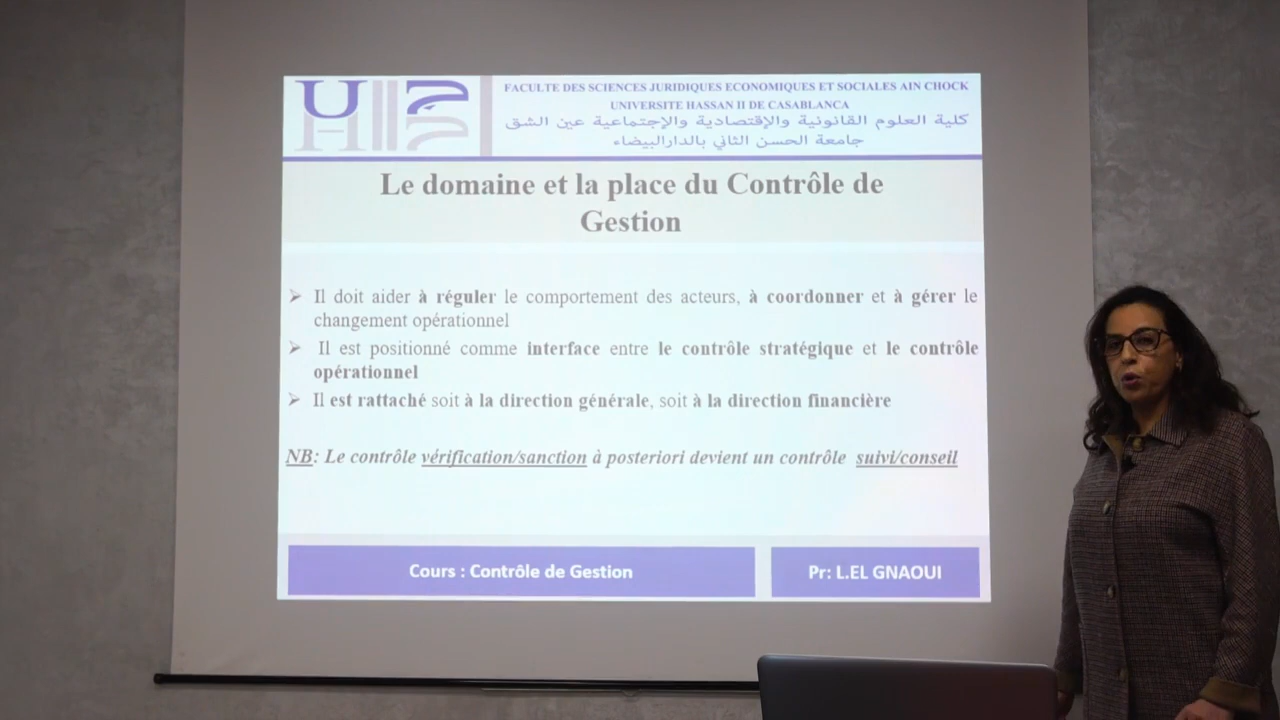 FACULTE DES SCIENCES JURIDIQUES ECONOMIQUES ET SOCIALES AIN CHOCK
UNIVERSITE HASSAN II DE CASABLANCA
كلية العلوم القانونية والإقتصادية والإجتماعية عين الشق
جامعة الحسن الثاني بالدارالبيضاء
Le domaine et la place du Contrôle de
Gestion
➢ Il doit aider à réguler le comportement des acteurs, à coordonner et à gérer le
changement opérationnel
➢ Il est positionné comme interface entre le contrôle stratégique et le contrôle
opérationnel
➢ Il est rattaché soit à la direction générale, soit à la direction financière
NB: Le contrôle vérification/sanction à posteriori devient un contrôle suivi/conseil
Cours : Contrôle de Gestion
Pr: L.EL GNAOUI